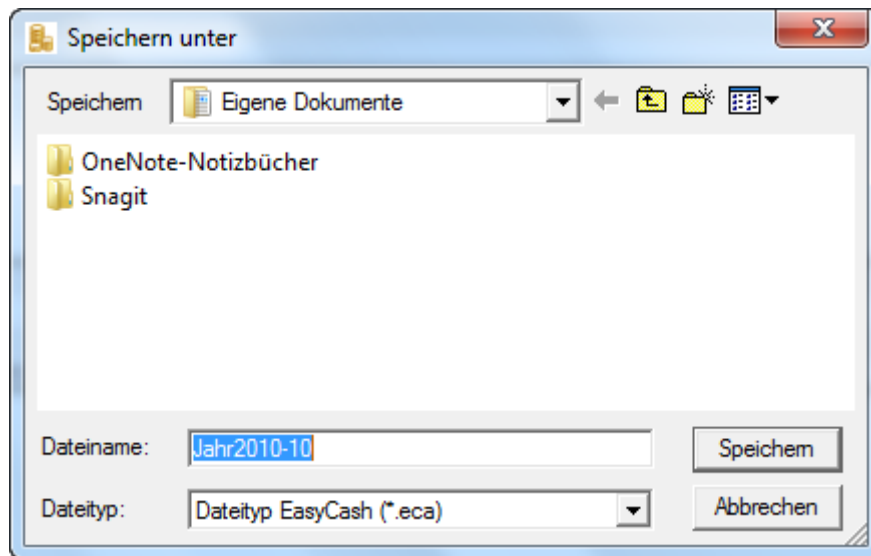 Speichern unter
Speichern
Eigene Dokumente
OneNote-Notizbücher
Snagit
Dateiname:
Jahr2010-10
Speichern
Dateityp:
Dateityp EasyCash (*.eca)
Abbrechen